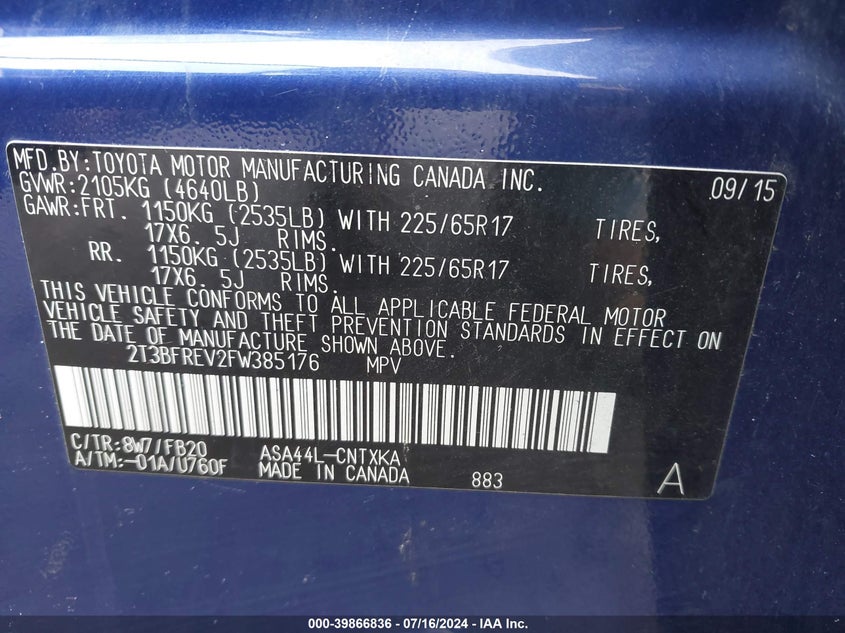 MFD.BY:TOYOTA MOTOR MANUFACTURING CANADA INC. 09/15
GVWR:2105KG (4640LB)
GAWR:FRT. 1150KG (2535LB) WITH 225/65R17 TIRES,
17X6. 5J RIMS.
RR. 1150KG (2535LB) WITH 225/65R17 TIRES,
17X6. 5J RIMS.
THIS VEHICLE CONFORMS TO ALL APPLICABLE FEDERAL MOTOR
VEHICLE SAFETY AND THEFT PREVENTION STANDARDS IN EFFECT ON
THE DATE OF MANUFACTURE SHOWN ABOVE.
2T3BFREV2FW385176 MPV
C/TR:8W7/FB20 ASA44L-CNTXKA
A/TM:-01A/U760F MADE IN CANADA 883 A
000-39866836 - 07/16/2024 - IAA Inc.